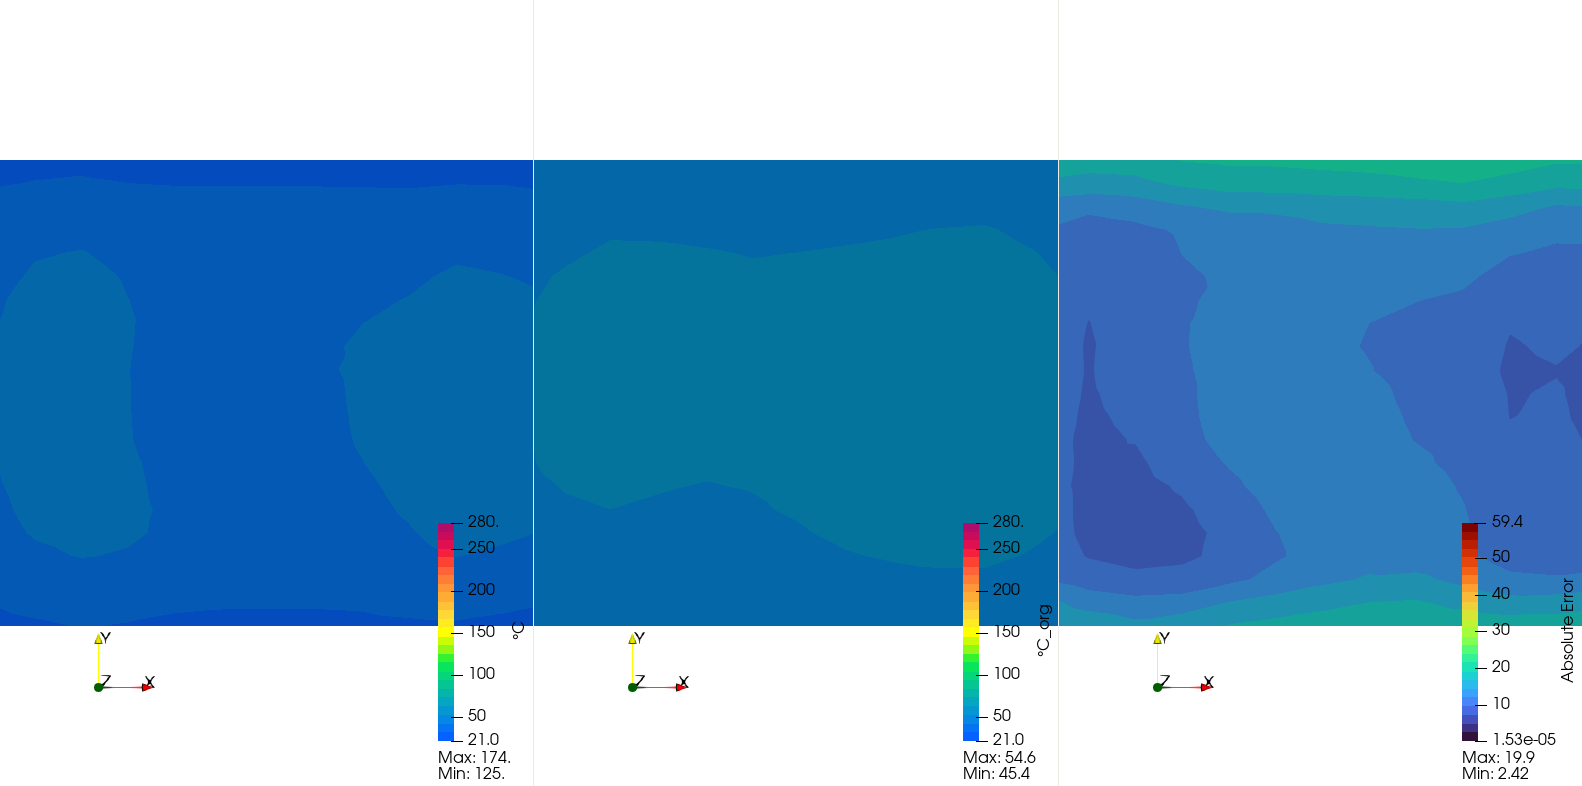 Y
Z X
280.
250
200
150
100
50
21.0
°C
Max: 174.
Min: 125.
Y
Z X
280.
250
200
150
100
50
21.0
°C_org
Max: 54.6
Min: 45.4
Y
Z X
59.4
50
40
30
20
10
1.53e-05
Absolute Error
Max: 19.9
Min: 2.42